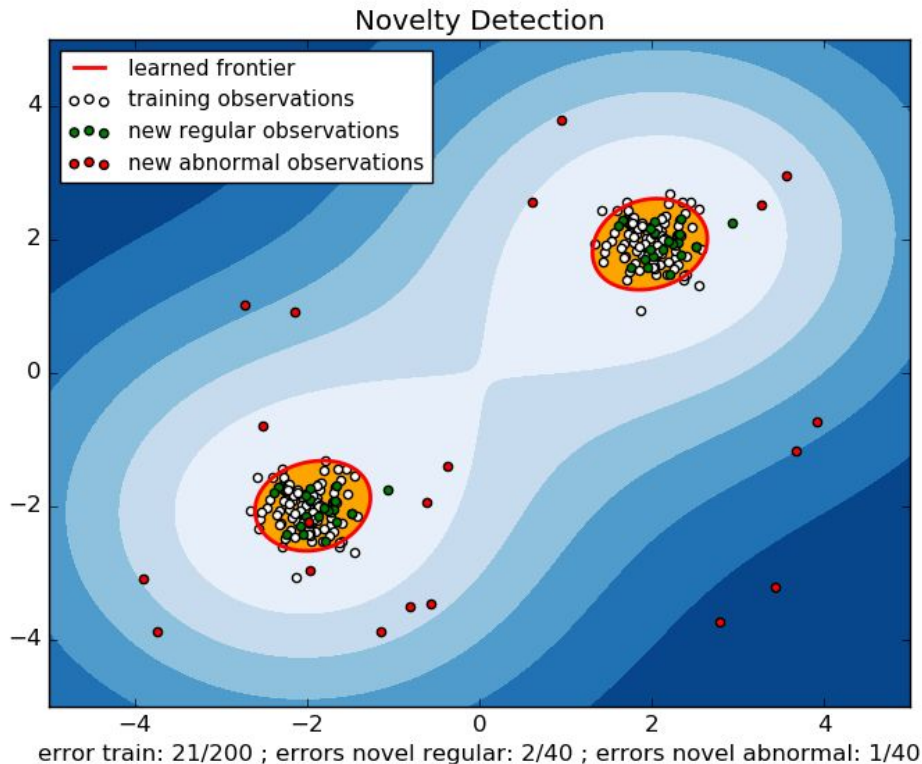 Novelty Detection
learned frontier
training observations
new regular observations
new abnormal observations
4
2
0
−2
−4
−4
−2
0
2
4
error train: 21/200 ; errors novel regular: 2/40 ; errors novel abnormal: 1/40